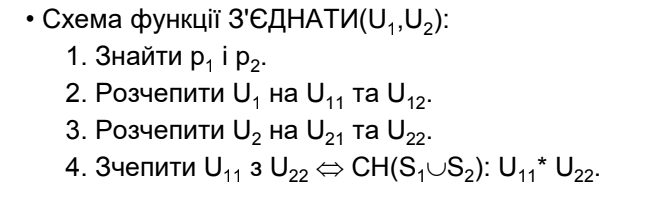 • Схема функції З'ЄДНАТИ(U₁,U₂):
1. Знайти p₁ і p₂.
2. Розчепити U₁ на U₁₁ та U₁₂.
3. Розчепити U₂ на U₂₁ та U₂₂.
4. Зчепити U₁₁ з U₂₂ ⇔ CH(S₁∪S₂): U₁₁* U₂₂.